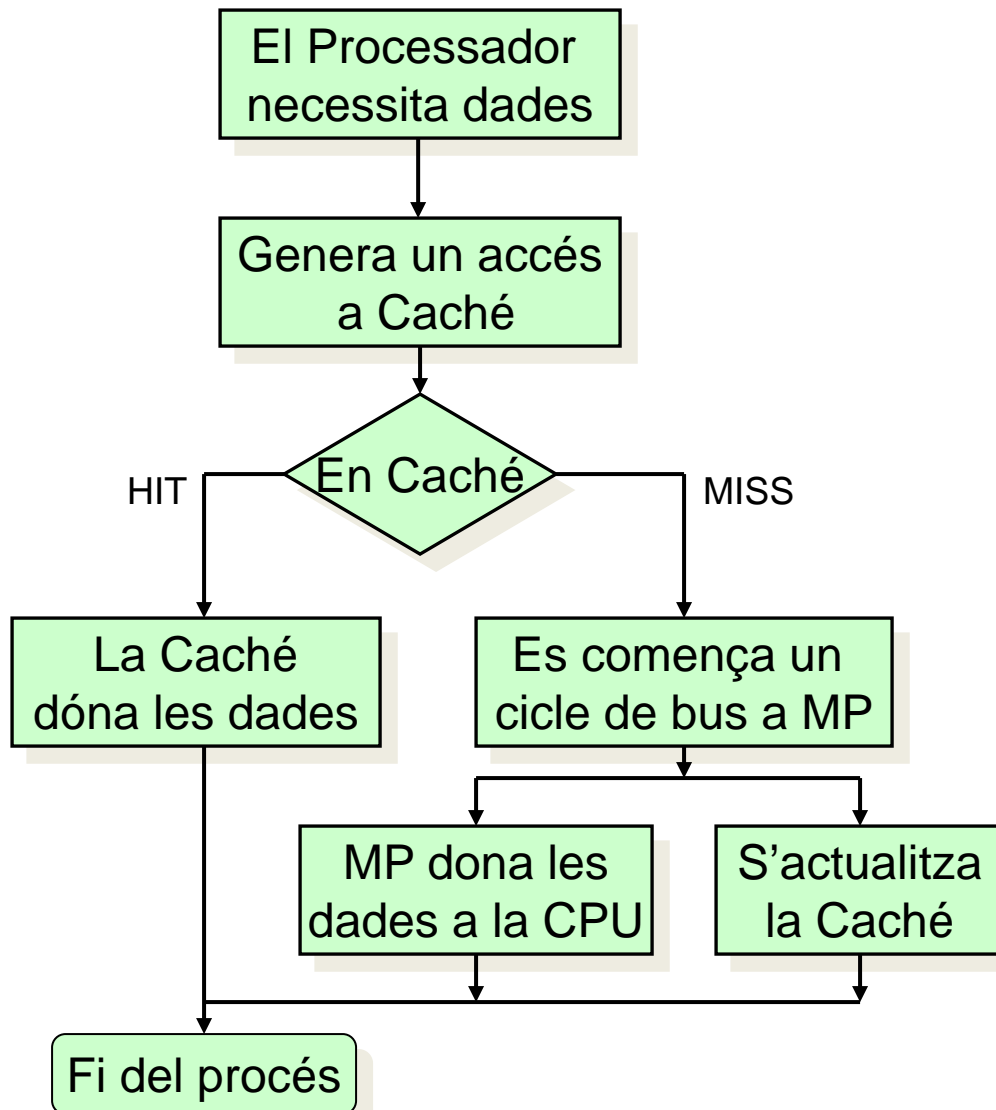 El Processador
necessita dades
Genera un accés
a Caché
En Caché
HIT
MISS
La Caché
dóna les dades
Es comença un
cicle de bus a MP
MP dona les
dades a la CPU
S’actualitza
la Caché
Fi del procés